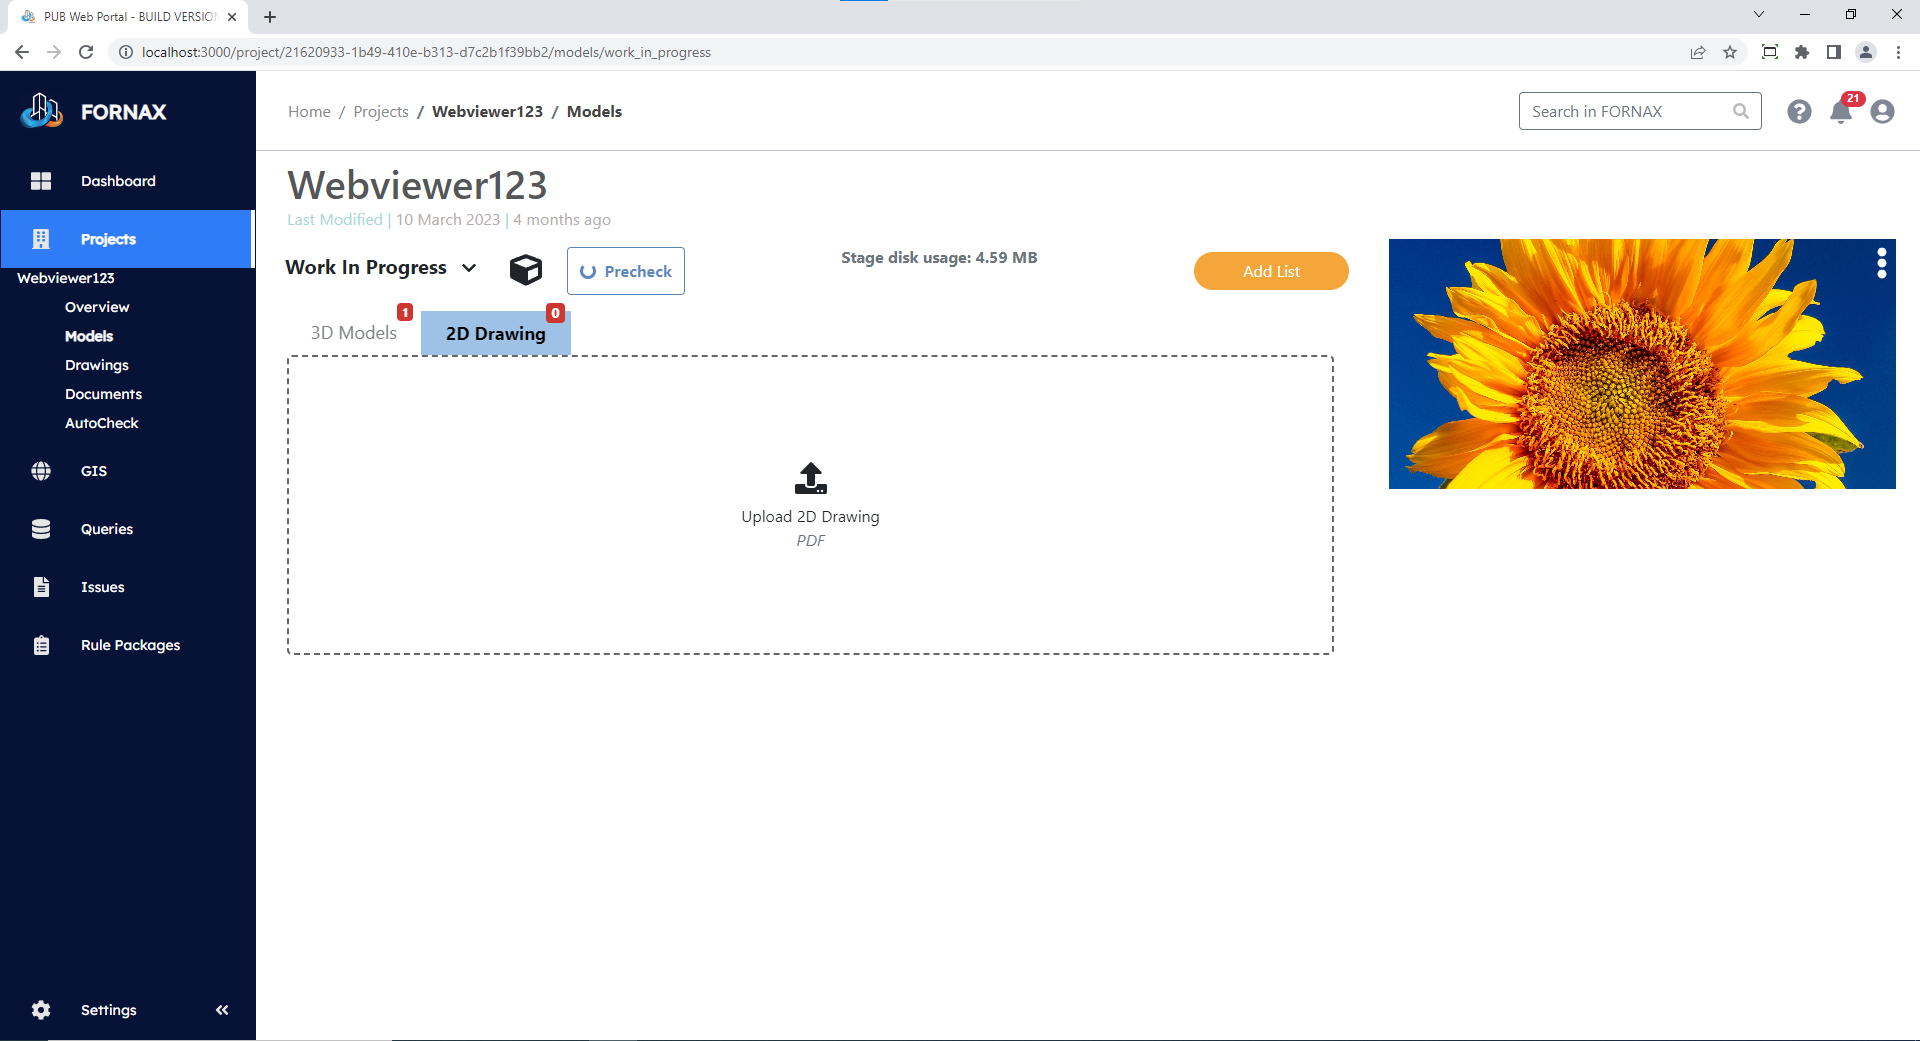 PUB Web Portal - BUILD VERSION
localhost:3000/project/21620933-1b49-410e-b313-d7c2b1f39bb2/models/work_in_progress
FORNAX
Home / Projects / Webviewer123 / Models
Search in FORNAX
21
Dashboard
Projects
Webviewer123
Overview
Models
Drawings
Documents
AutoCheck
GIS
Queries
Issues
Rule Packages
Settings
Webviewer123
Last Modified | 10 March 2023 | 4 months ago
Work In Progress
Precheck
Stage disk usage: 4.59 MB
Add List
3D Models 1
2D Drawing 0
Upload 2D Drawing
PDF